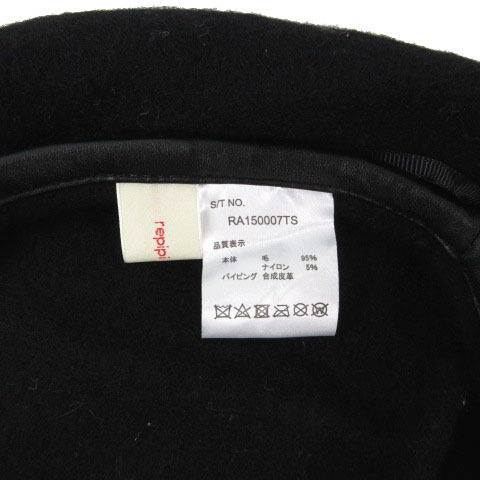 repipi
S/T NO.
RA150007TS
品質表示
本体 毛 95%
ナイロン 5%
パイピング 合成皮革